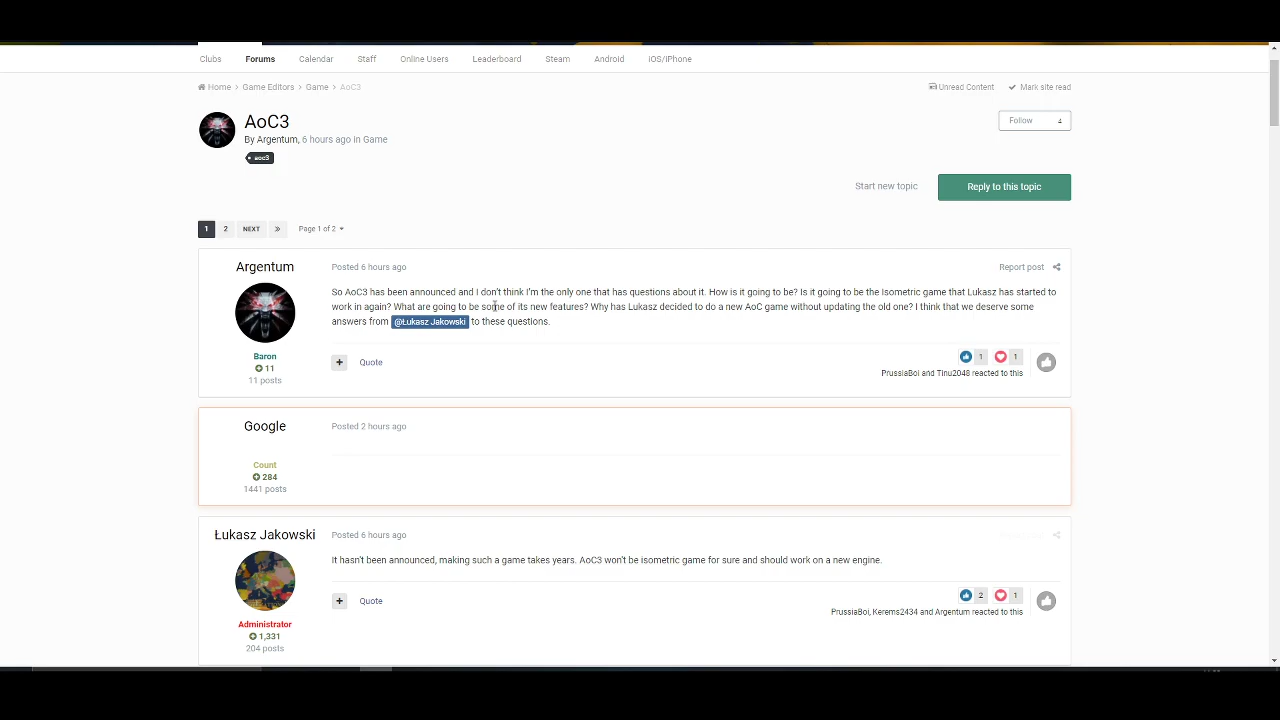 Clubs Forums Calendar Staff Online Users Leaderboard Steam Android IOS/iPhone
Home > Game Editors > Game > AoC3
Unread Content Mark site read
AoC3
By Argentum, 6 hours ago in Game
aoc3
Follow 4
Start new topic Reply to this topic
1 2 NEXT » Page 1 of 2
Argentum
Posted 6 hours ago Report post
So AoC3 has been announced and I don't think I'm the only one that has questions about it. How is it going to be? Is it going to be the Isometric game that Lukasz has started to
work in again? What are going to be some of its new features? Why has Lukasz decided to do a new AoC game without updating the old one? I think that we deserve some
answers from @Łukasz Jakowski to these questions.
Baron
11
11 posts
+ Quote
1 1
PrussiaBoi and Tinu2048 reacted to this
Google
Posted 2 hours ago
Count
284
1441 posts
Łukasz Jakowski
Posted 6 hours ago
It hasn't been announced, making such a game takes years. AoC3 won't be isometric game for sure and should work on a new engine.
Administrator
1,331
204 posts
+ Quote
2 1
PrussiaBoi, Kerems2434 and Argentum reacted to this